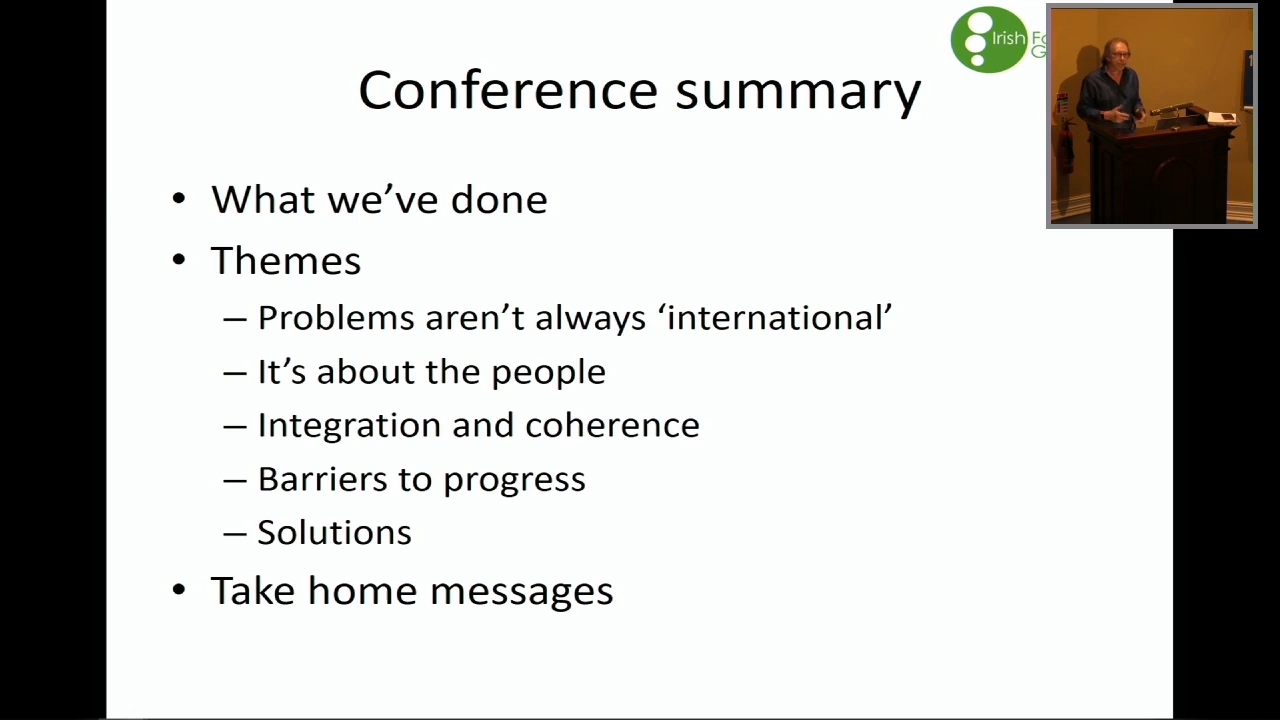 Irish
Conference summary
• What we’ve done
• Themes
– Problems aren’t always ‘international’
– It’s about the people
– Integration and coherence
– Barriers to progress
– Solutions
• Take home messages